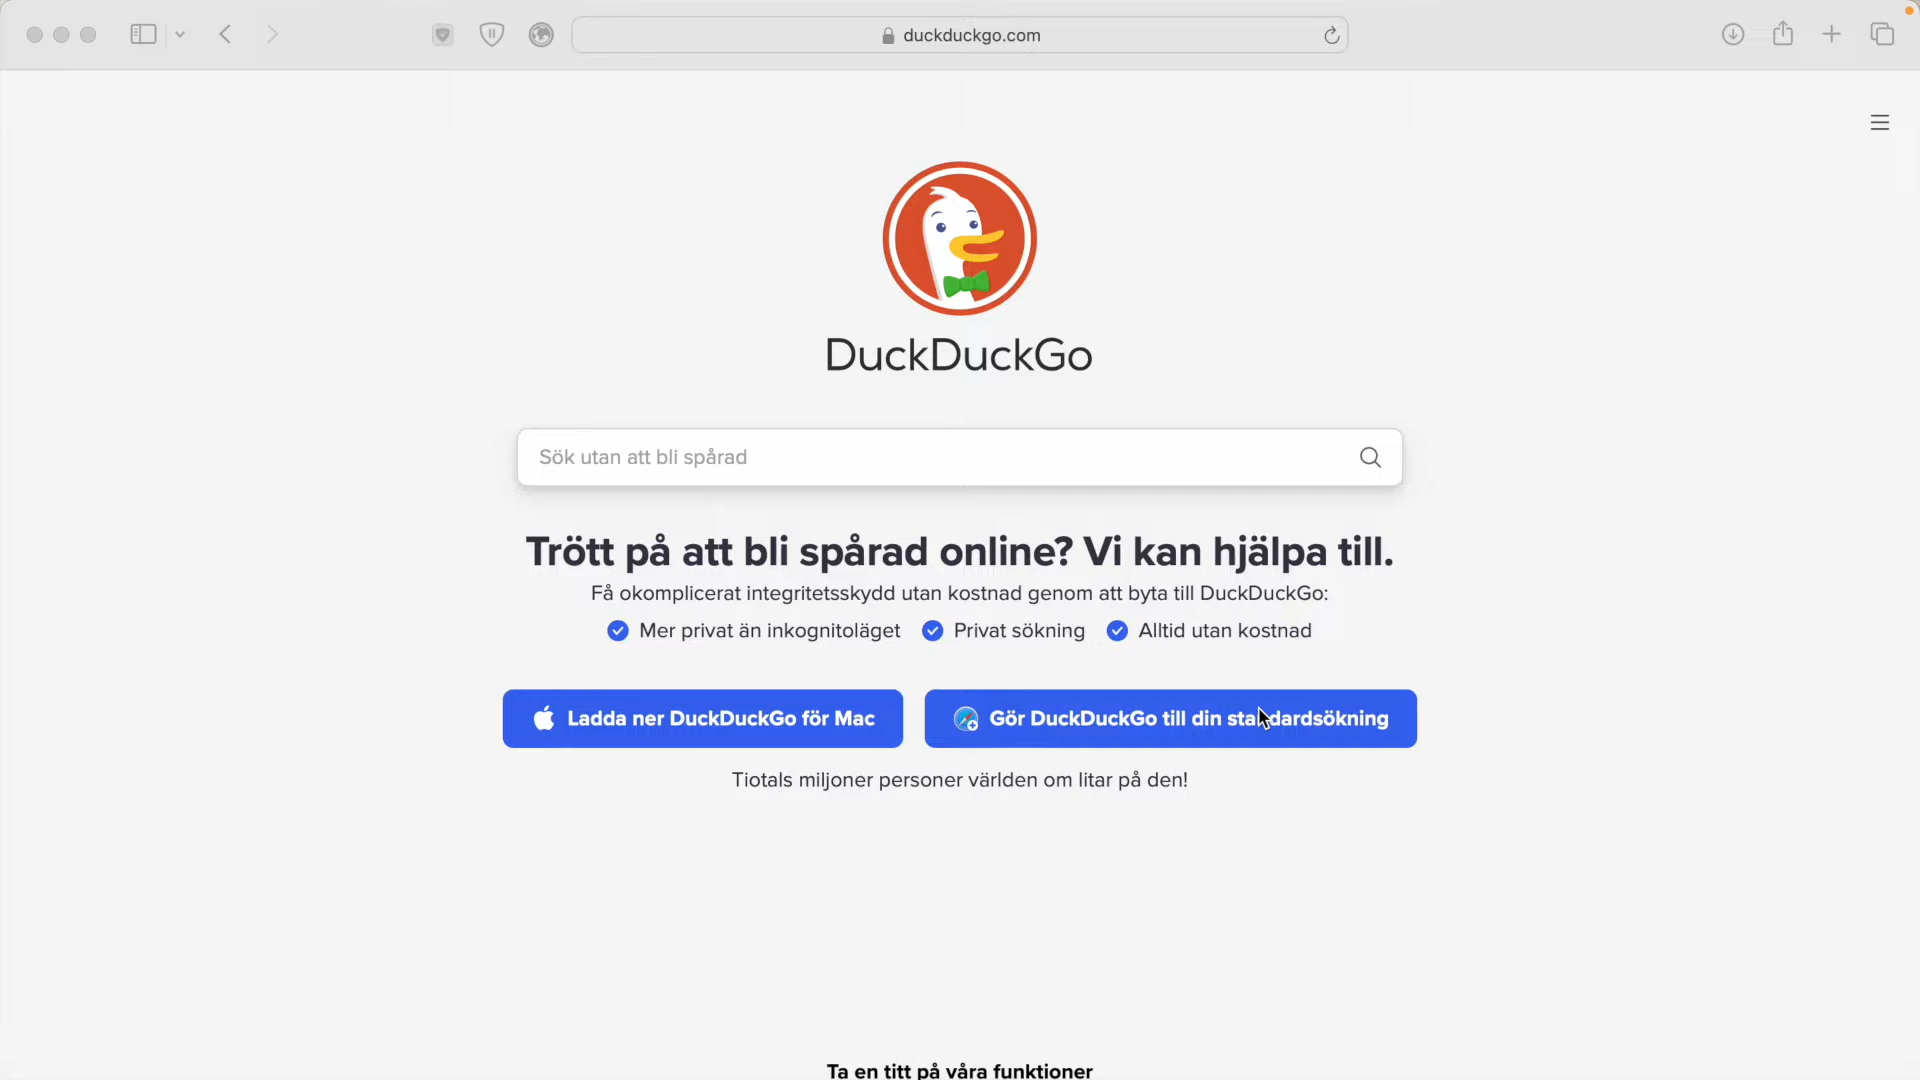 duckduckgo.com
DuckDuckGo
Sök utan att bli spårad
Trött på att bli spårad online? Vi kan hjälpa till.
Få okomplicerat integritetsskydd utan kostnad genom att byta till DuckDuckGo:
Mer privat än inkognitoläget Privat sökning Alltid utan kostnad
Ladda ner DuckDuckGo för Mac Gör DuckDuckGo till din standardsökning
Tiotals miljoner personer världen om litar på den!
Ta en titt på våra funktioner